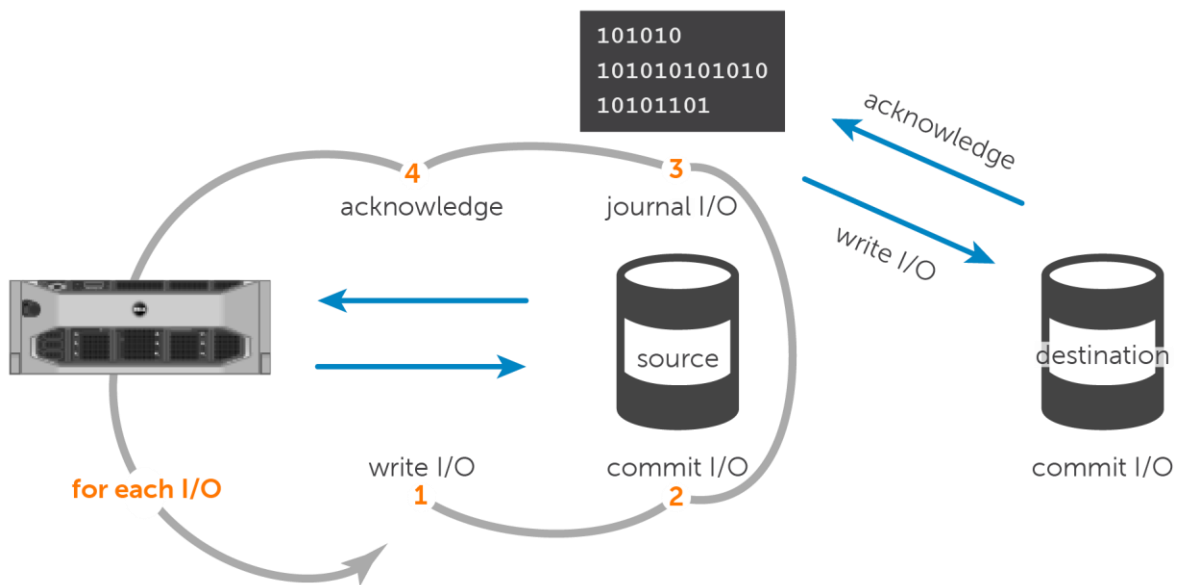 101010
101010101010
10101101
acknowledge
write I/O
4
acknowledge
3
journal I/O
source
destination
for each I/O
write I/O
1
commit I/O
2
commit I/O